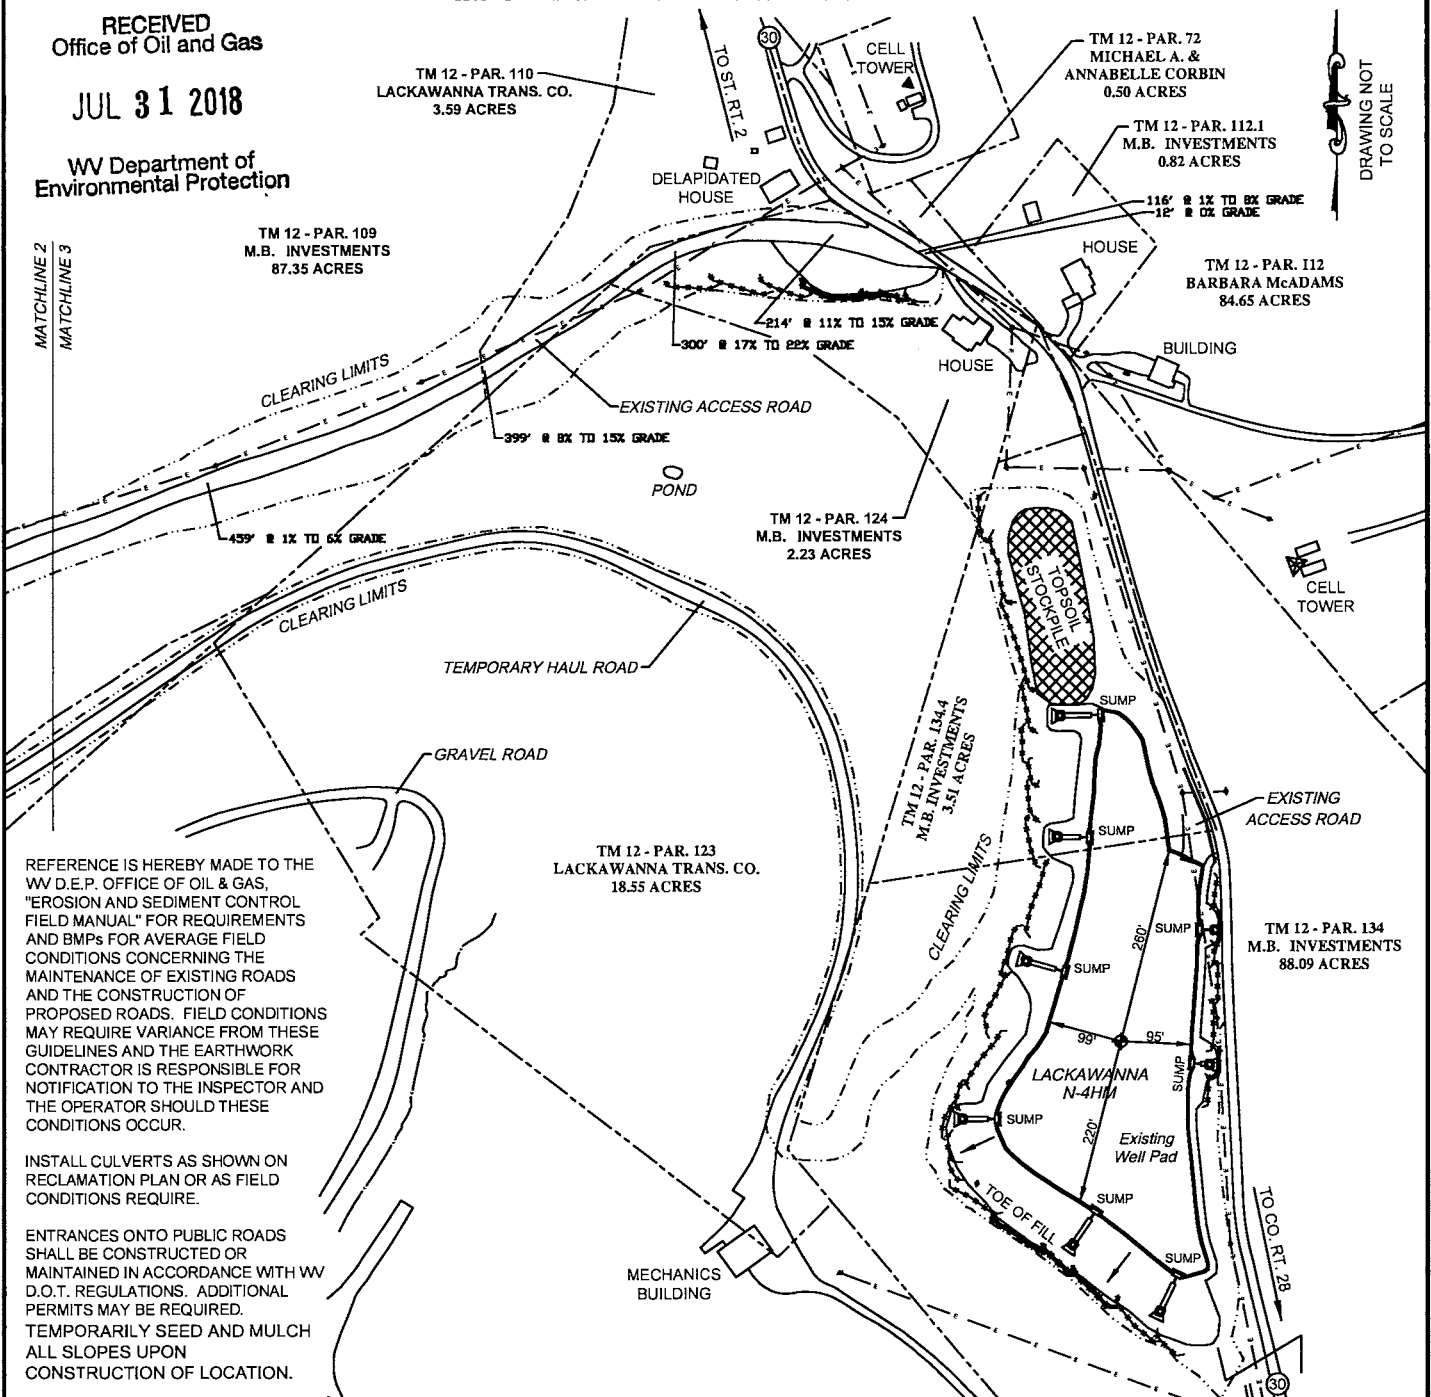 RECEIVED
Office of Oil and Gas
JUL 31 2018
WV Department of
Environmental Protection
TM 12 - PAR. 110
LACKAWANNA TRANS. CO.
3.59 ACRES
TO ST. RT. 2
30
CELL
TOWER
TM 12 - PAR. 72
MICHAEL A. &
ANNABELLE CORBIN
0.50 ACRES
DRAWING NOT
TO SCALE
TM 12 - PAR. 112.1
M.B. INVESTMENTS
0.82 ACRES
DELAPIDATED
HOUSE
116' @ 1% TO 8% GRADE
12' @ 0% GRADE
TM 12 - PAR. 109
M.B. INVESTMENTS
87.35 ACRES
HOUSE
TM 12 - PAR. 112
BARBARA McADAMS
84.65 ACRES
MATCHLINE 2
MATCHLINE 3
214' @ 11% TO 15% GRADE
300' @ 17% TO 22% GRADE
HOUSE
BUILDING
CLEARING LIMITS
EXISTING ACCESS ROAD
399' @ 8% TO 15% GRADE
POND
459' @ 1% TO 6% GRADE
TM 12 - PAR. 124
M.B. INVESTMENTS
2.23 ACRES
TOPSOIL
STOCKPILE
CELL
TOWER
CLEARING LIMITS
TEMPORARY HAUL ROAD
SUMP
TM 12 - PAR. 134.4
M.B. INVESTMENTS
3.51 ACRES
GRAVEL ROAD
EXISTING
ACCESS ROAD
SUMP
CLEARING LIMITS
TM 12 - PAR. 123
LACKAWANNA TRANS. CO.
18.55 ACRES
REFERENCE IS HEREBY MADE TO THE
WV D.E.P. OFFICE OF OIL & GAS,
"EROSION AND SEDIMENT CONTROL
FIELD MANUAL" FOR REQUIREMENTS
AND BMPs FOR AVERAGE FIELD
CONDITIONS CONCERNING THE
MAINTENANCE OF EXISTING ROADS
AND THE CONSTRUCTION OF
PROPOSED ROADS. FIELD CONDITIONS
MAY REQUIRE VARIANCE FROM THESE
GUIDELINES AND THE EARTHWORK
CONTRACTOR IS RESPONSIBLE FOR
NOTIFICATION TO THE INSPECTOR AND
THE OPERATOR SHOULD THESE
CONDITIONS OCCUR.
INSTALL CULVERTS AS SHOWN ON
RECLAMATION PLAN OR AS FIELD
CONDITIONS REQUIRE.
ENTRANCES ONTO PUBLIC ROADS
SHALL BE CONSTRUCTED OR
MAINTAINED IN ACCORDANCE WITH WV
D.O.T. REGULATIONS. ADDITIONAL
PERMITS MAY BE REQUIRED.
TEMPORARILY SEED AND MULCH
ALL SLOPES UPON
CONSTRUCTION OF LOCATION.
260'
SUMP
TM 12 - PAR. 134
M.B. INVESTMENTS
88.09 ACRES
SUMP
99'
95'
LACKAWANNA
N-4HM
SUMP
SUMP
220'
Existing
Well Pad
SUMP
TOE OF FILL
SUMP
TO CO. RT. 28
MECHANICS
BUILDING
30